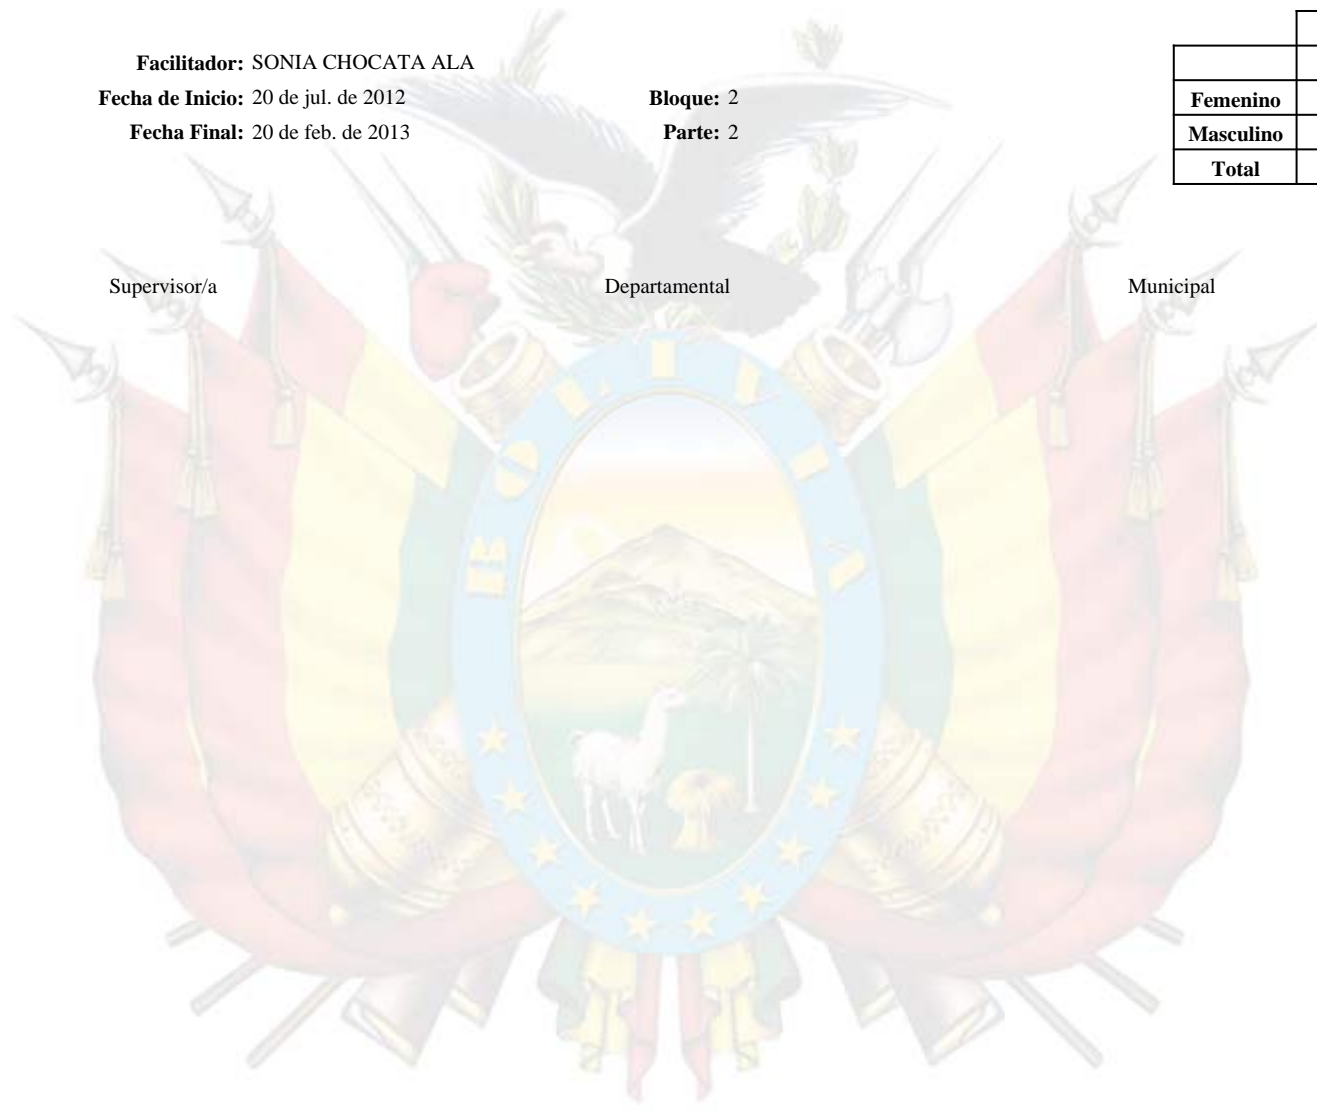 Facilitador: SONIA CHOCATA ALA
Fecha de Inicio: 20 de jul. de 2012 Bloque: 2
Fecha Final: 20 de feb. de 2013 Parte: 2
Femenino
Masculino
Total
Supervisor/a Departamental Municipal
BOLIVIA